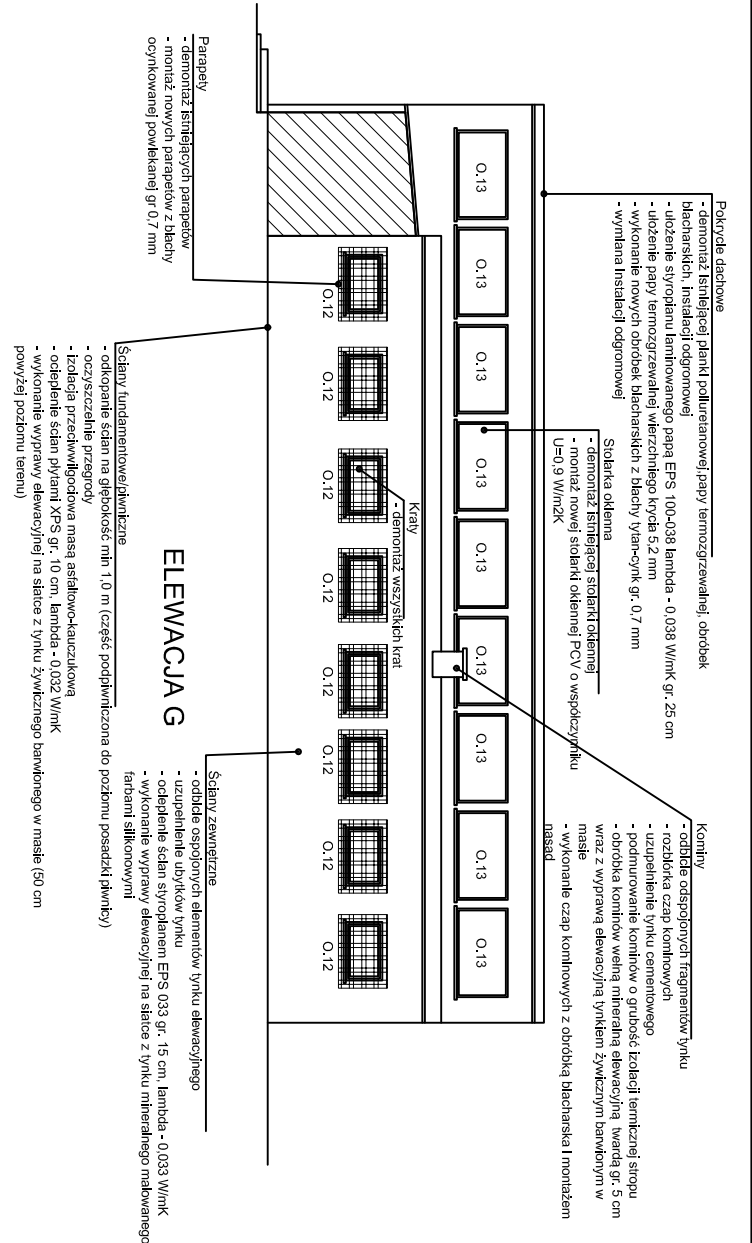 Pokrycie dachowe
- demontaż istniejącej pianki poliuretanowej,papy termozgrzewalnej, obróbek
blacharskich, instalacji odgromowej
- ułożenie styropianu laminowanego papą EPS 100-038 lambda - 0,038 W/mK gr. 25 cm
- ułożenie papy termozgrzewalnej wierzchniego krycia 5,2 mm
- wykonanie nowych obróbek blacharskich z blachy tytan-cynk gr. 0,7 mm
- wymiana instalacji odgromowej
Kominy
- odbicie odspojonych fragmentów tynku
- rozbiórka czap kominowych
- uzupełnienie tynku cementowego
- podmurowanie kominów o grubość izolacji termicznej stropu
- obróbka kominów wełną mineralną elewacyjną twardą gr. 5 cm
wraz z wyprawą elewacyjną tynkiem żywicznym barwionym w
masie
- wykonanie czap kominowych z obróbką blacharska i montażem
nasad
Stolarka okienna
- demontaż istniejącej stolarki okiennej
- montaż nowej stolarki okiennej PCV o współczynniku
U=0,9 W/m2K
O.13 O.13 O.13 O.13 O.13 O.13 O.13 O.13
Kraty
- demontaż wszystkich krat
O.12 O.12 O.12 O.12 O.12 O.12 O.12 O.12
Parapety
- demontaż istniejących parapetów
- montaż nowych parapetów z blachy
ocynkowanej powlekanej gr 0,7 mm
ELEWACJA G
Ściany zewnętrzne
- odbicie ospojonych elementów tynku elewacyjnego
- uzupełnienie ubytków tynku
- ocieplenie ścian styropianem EPS 033 gr. 15 cm, lambda - 0,033 W/mK
- wykonanie wyprawy elewacyjnej na siatce z tynku mineralnego malowanego
farbami silikonowymi
Ściany fundamentowe/piwniczne
- odkopanie ścian na głębokość min 1,0 m (część podpiwniczona do poziomu posadzki piwnicy)
- oczyszczenie przegrody
- izolacja przeciwwilgociowa masą asfaltowo-kauczukową
- ocieplenie ścian płytami XPS gr. 10 cm, lambda - 0,032 W/mK
- wykonanie wyprawy elewacyjnej na siatce z tynku żywicznego barwionego w masie (50 cm
powyżej poziomu terenu)